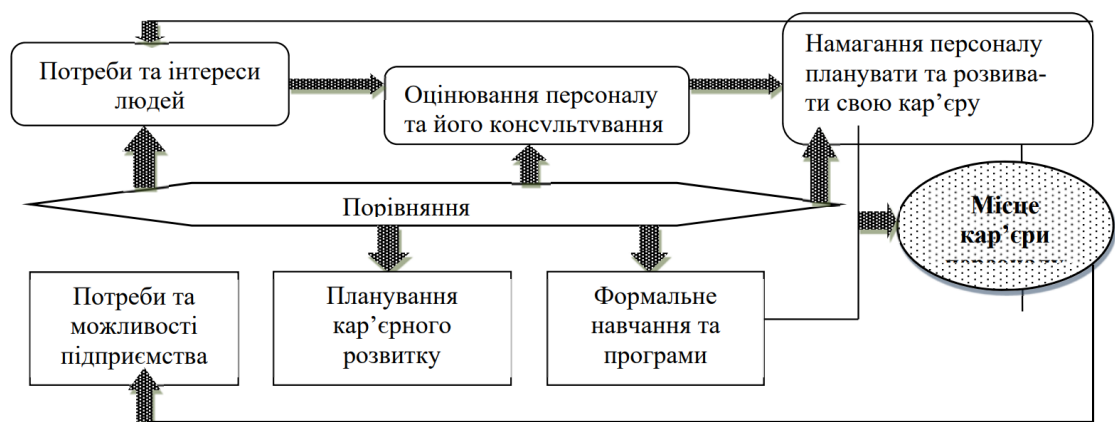 Потреби та інтереси
людей
Оцінювання персоналу
та його консультування
Намагання персоналу
планувати та розвива-
ти свою кар’єру
Порівняння
Місце
кар’єри
Потреби та
можливості
підприємства
Планування
кар’єрного
розвитку
Формальне
навчання та
програми